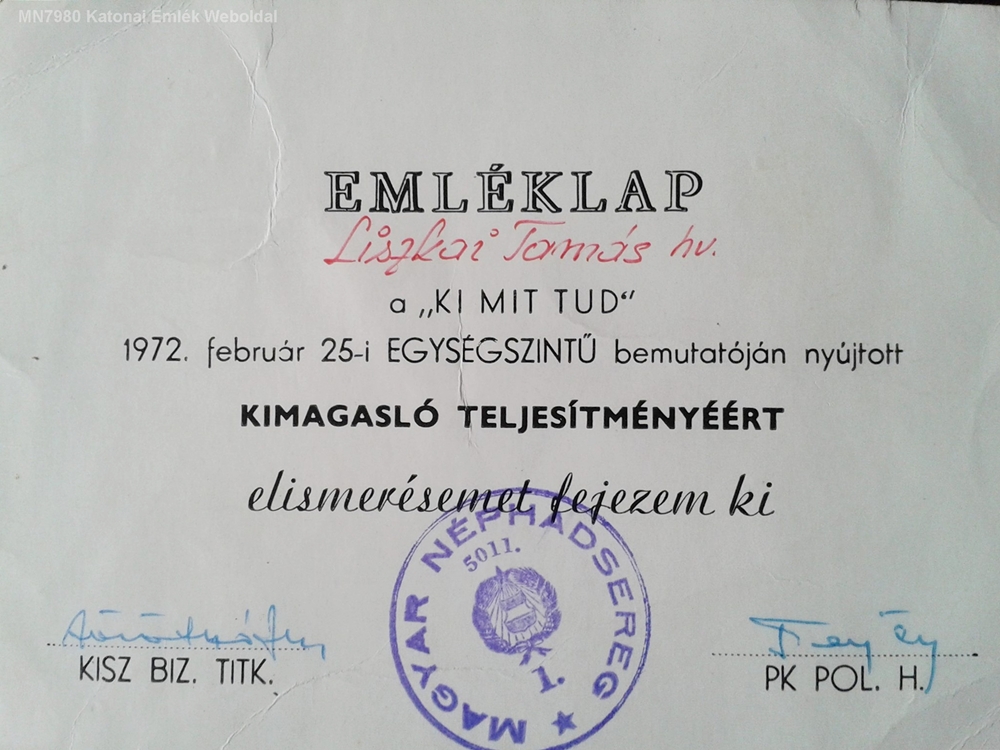 MN7980 Katonai Emlék Weboldal
EMLÉKLAP
Liszkai Tamás hv.
a „KI MIT TUD“
1972. február 25-i EGYSÉGSZINTŰ bemutatóján nyújtott
KIMAGASLÓ TELJESÍTMÉNYÉÉRT
elismerésemet fejezem ki
MAGYAR NÉPHADSEREG
5011.
1.
KISZ BIZ. TITK.
PK POL. H.